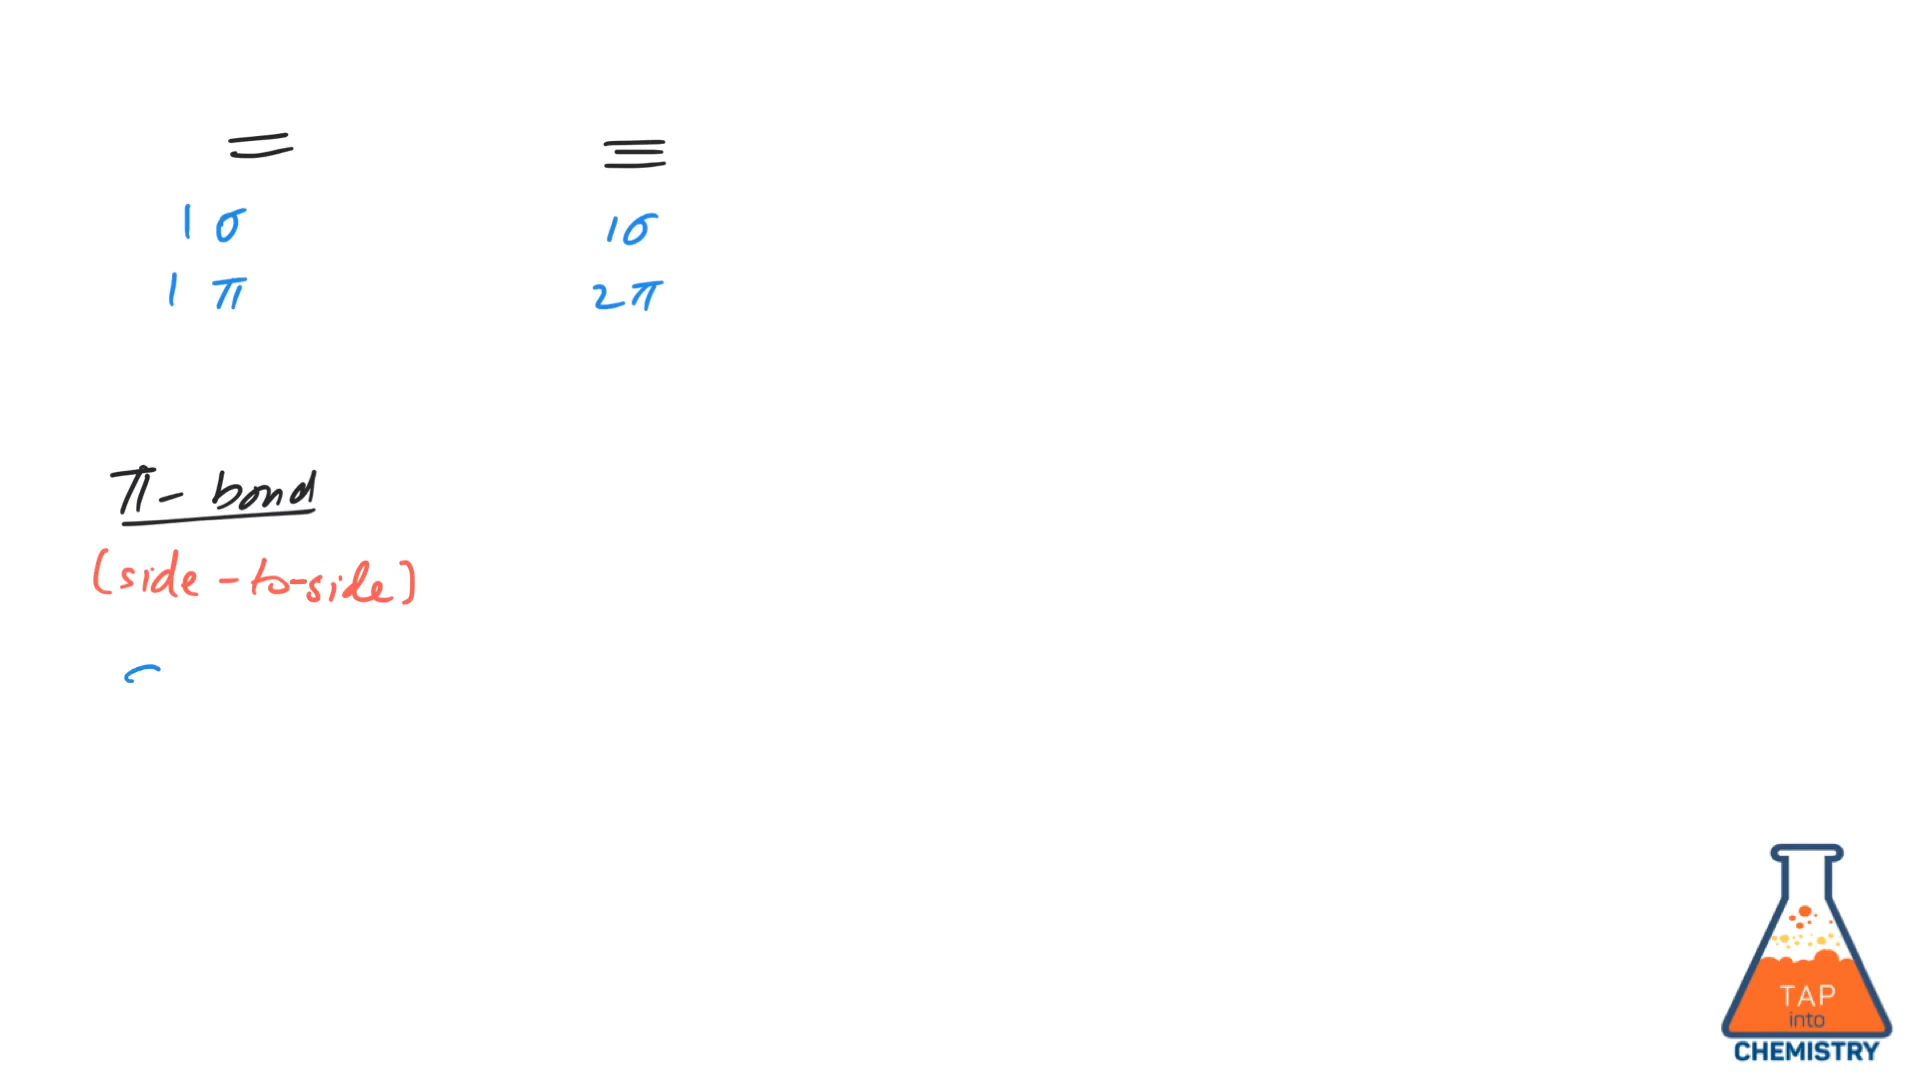 = ≡
1 σ 1σ
1 π 2π
π - bond
(side-to-side)
TAP
into
CHEMISTRY